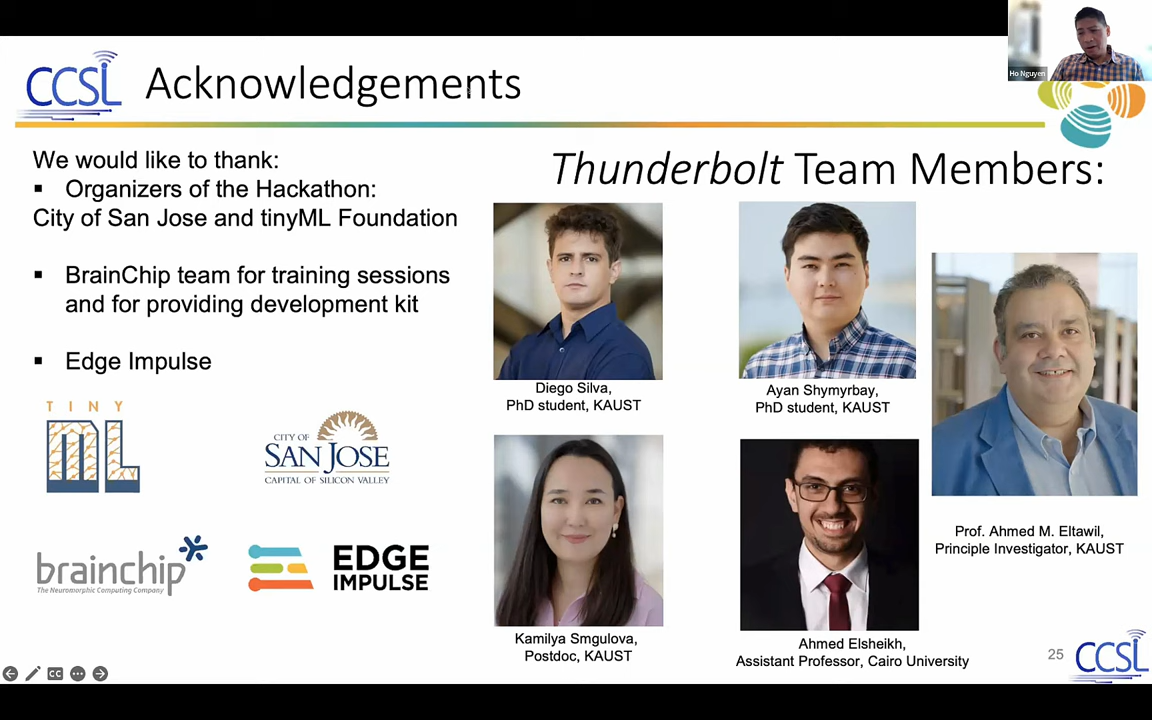 Ho Nguyen
CCSL
Acknowledgements
We would like to thank:
▪ Organizers of the Hackathon:
City of San Jose and tinyML Foundation
▪ BrainChip team for training sessions
and for providing development kit
▪ Edge Impulse
TINY
ML
CITY OF
SAN JOSE
CAPITAL OF SILICON VALLEY
brainchip
The Neuromorphic Computing Company
EDGE
IMPULSE
Thunderbolt Team Members:
Diego Silva,
PhD student, KAUST
Ayan Shymyrbay,
PhD student, KAUST
Prof. Ahmed M. Eltawil,
Principle Investigator, KAUST
Kamilya Smgulova,
Postdoc, KAUST
Ahmed Elsheikh,
Assistant Professor, Cairo University
25
CCSL
CC